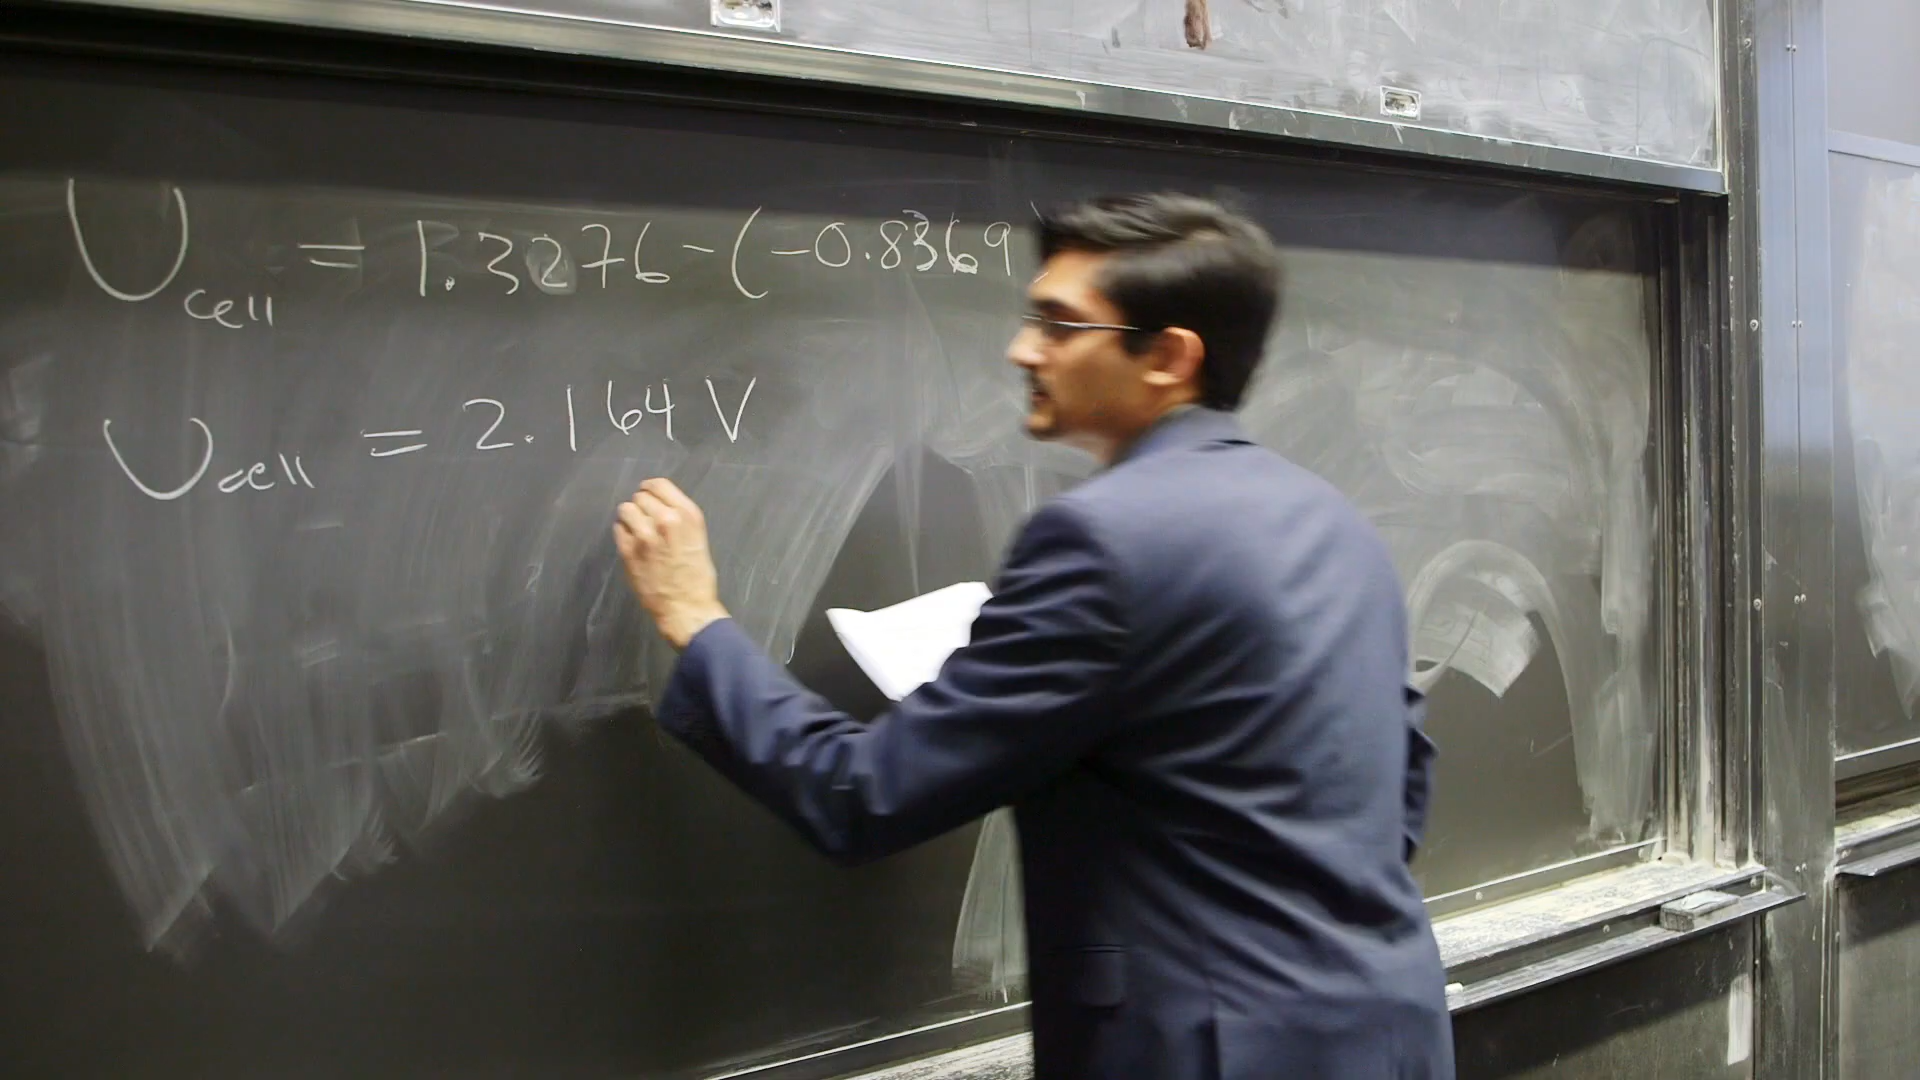 Ucell = 1.3276 - (-0.8369)
Ucell = 2.164 V